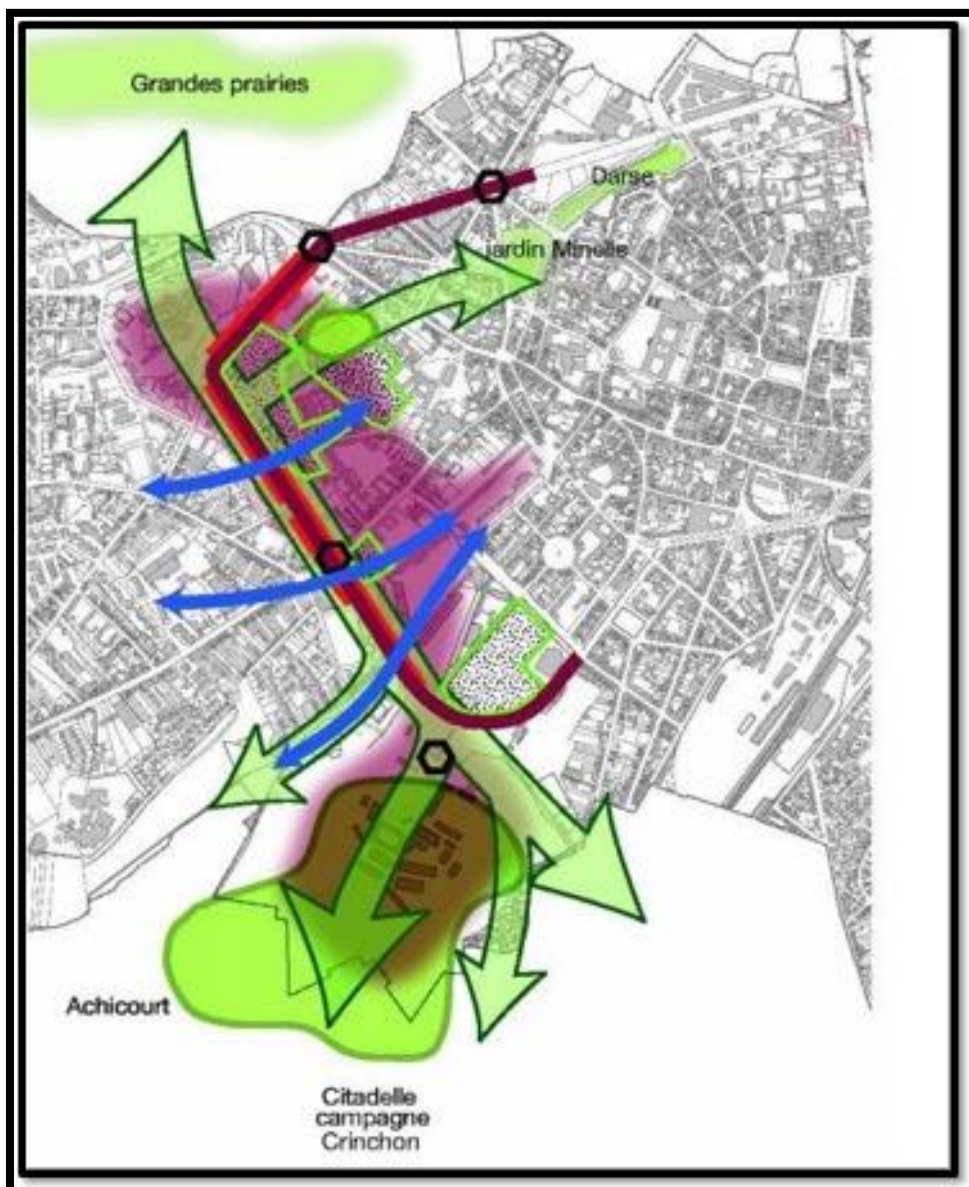 Grandes prairies
Darse
jardin Minelle
Achicourt
Citadelle
campagne
Crinchon